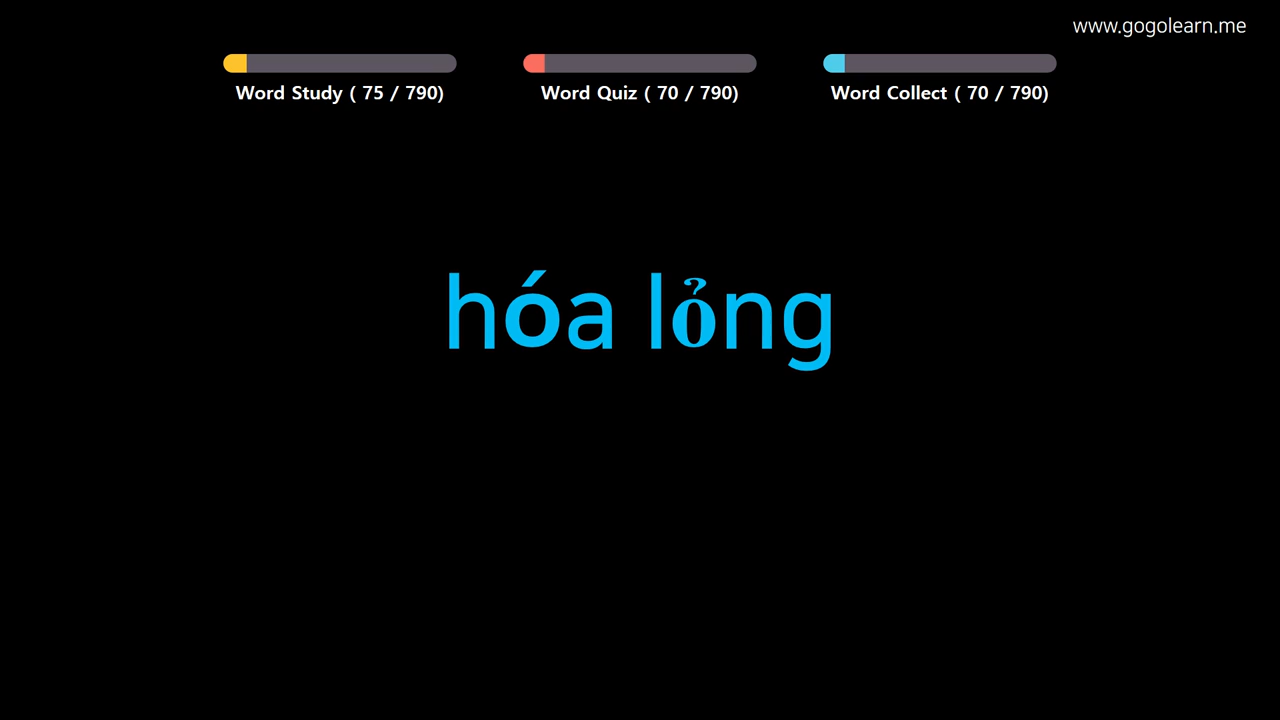 www.gogolearn.me
Word Study ( 75 / 790)
Word Quiz ( 70 / 790)
Word Collect ( 70 / 790)
hóa lỏng